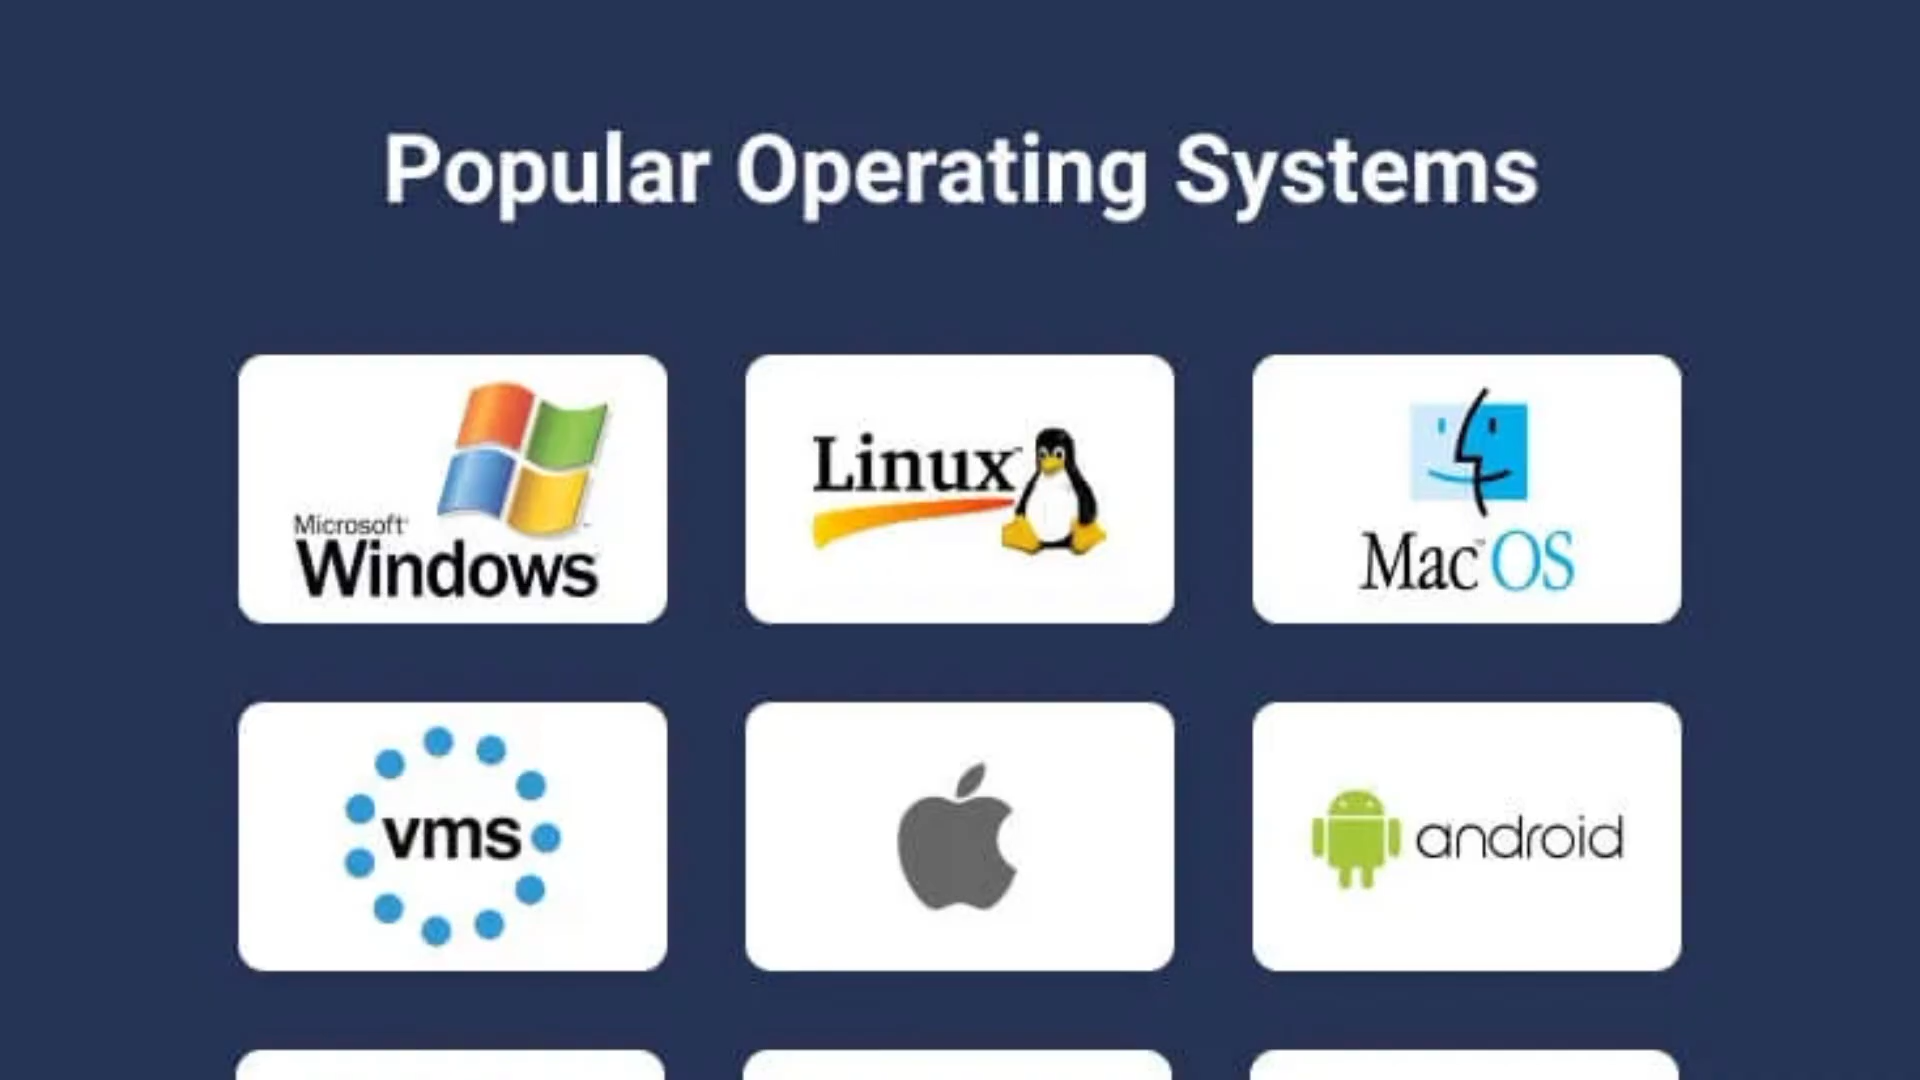 Popular Operating Systems
Microsoft
Windows
Linux
Mac OS
vms
android